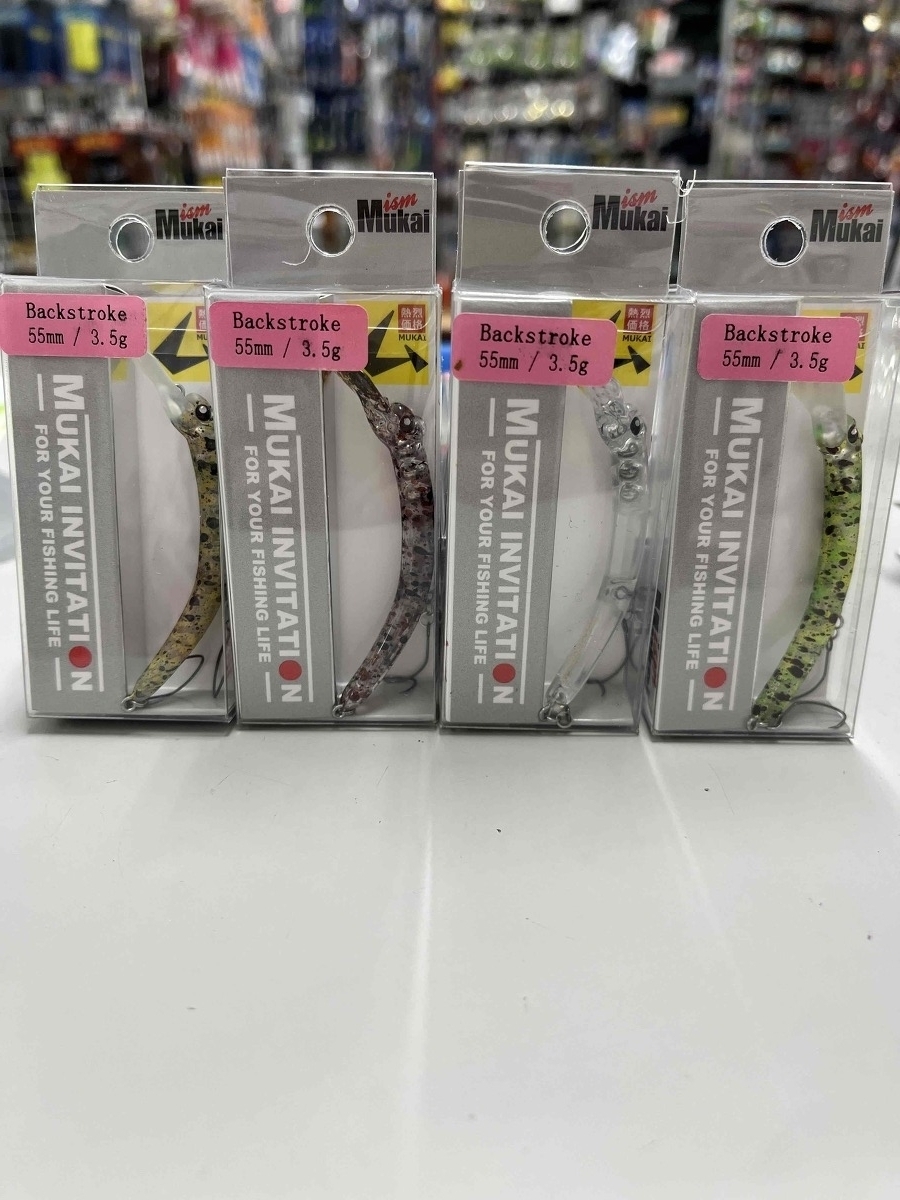 ism
Mukai
Backstroke
55mm / 3.5g
MUKAI INVITATION
FOR YOUR FISHING LIFE
ism
Mukai
熱烈
価格
MUKAI
Backstroke
55mm / 3.5g
MUKAI INVITATION
FOR YOUR FISHING LIFE
ism
Mukai
熱烈
価格
MUKAI
Backstroke
55mm / 3.5g
MUKAI INVITATION
FOR YOUR FISHING LIFE
ism
Mukai
Backstroke
55mm / 3.5g
MUKAI INVITATION
FOR YOUR FISHING LIFE